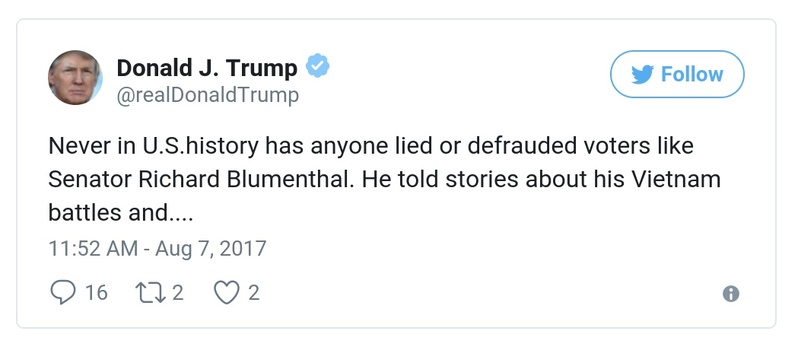 Donald J. Trump
Follow
@realDonaldTrump
Never in U.S.history has anyone lied or defrauded voters like
Senator Richard Blumenthal. He told stories about his Vietnam
battles and....
11:52 AM - Aug 7, 2017
16 2 2